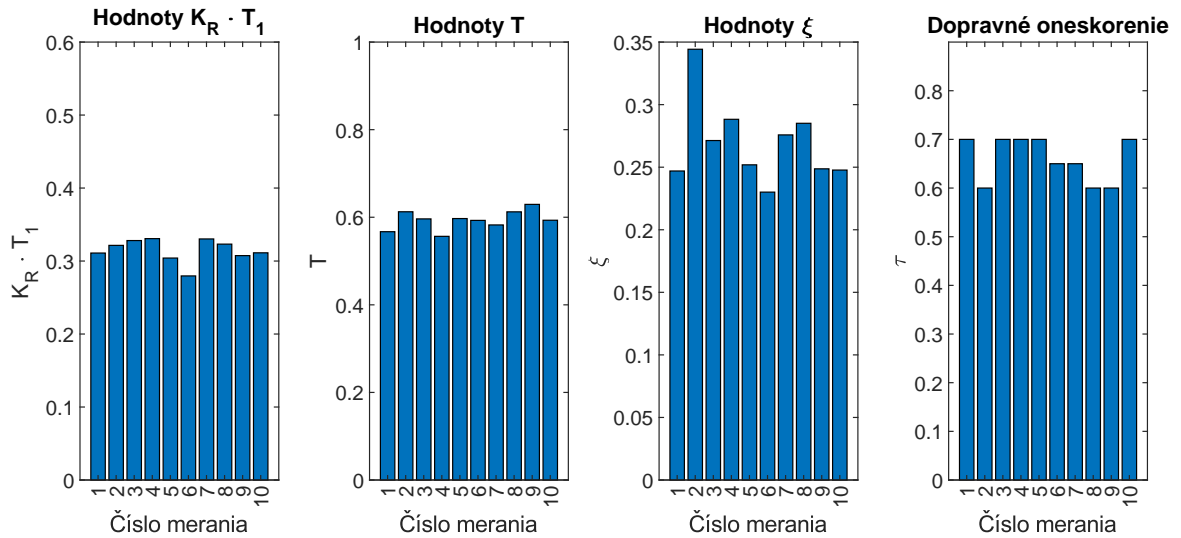 Hodnoty K_R · T_1
0.6
0.5
0.4
0.3
0.2
0.1
0
K_R · T_1
1 2 3 4 5 6 7 8 9 10
Číslo merania
Hodnoty T
1
0.8
0.6
0.4
0.2
0
T
1 2 3 4 5 6 7 8 9 10
Číslo merania
Hodnoty ξ
0.35
0.3
0.25
0.2
0.15
0.1
0.05
0
ξ
1 2 3 4 5 6 7 8 9 10
Číslo merania
Dopravné oneskorenie
0.8
0.7
0.6
0.5
0.4
0.3
0.2
0.1
0
τ
1 2 3 4 5 6 7 8 9 10
Číslo merania